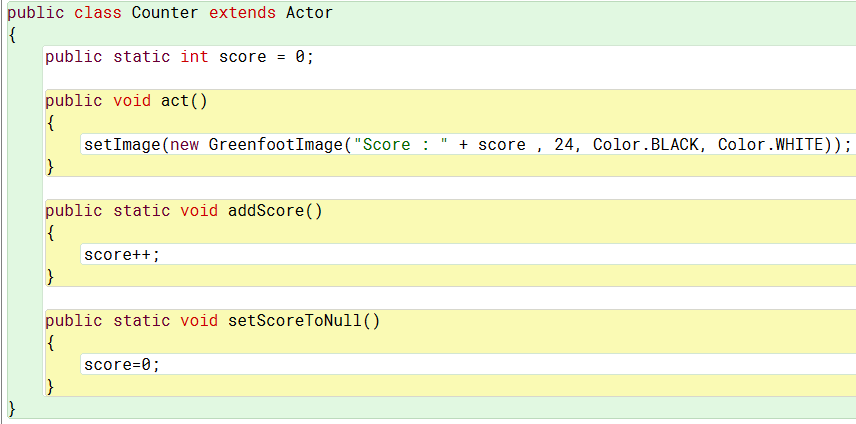 public class Counter extends Actor
{
    public static int score = 0;
    public void act()
    {
        setImage(new GreenfootImage("Score : " + score , 24, Color.BLACK, Color.WHITE));
    }
    public static void addScore()
    {
        score++;
    }
    public static void setScoreToNull()
    {
        score=0;
    }
}